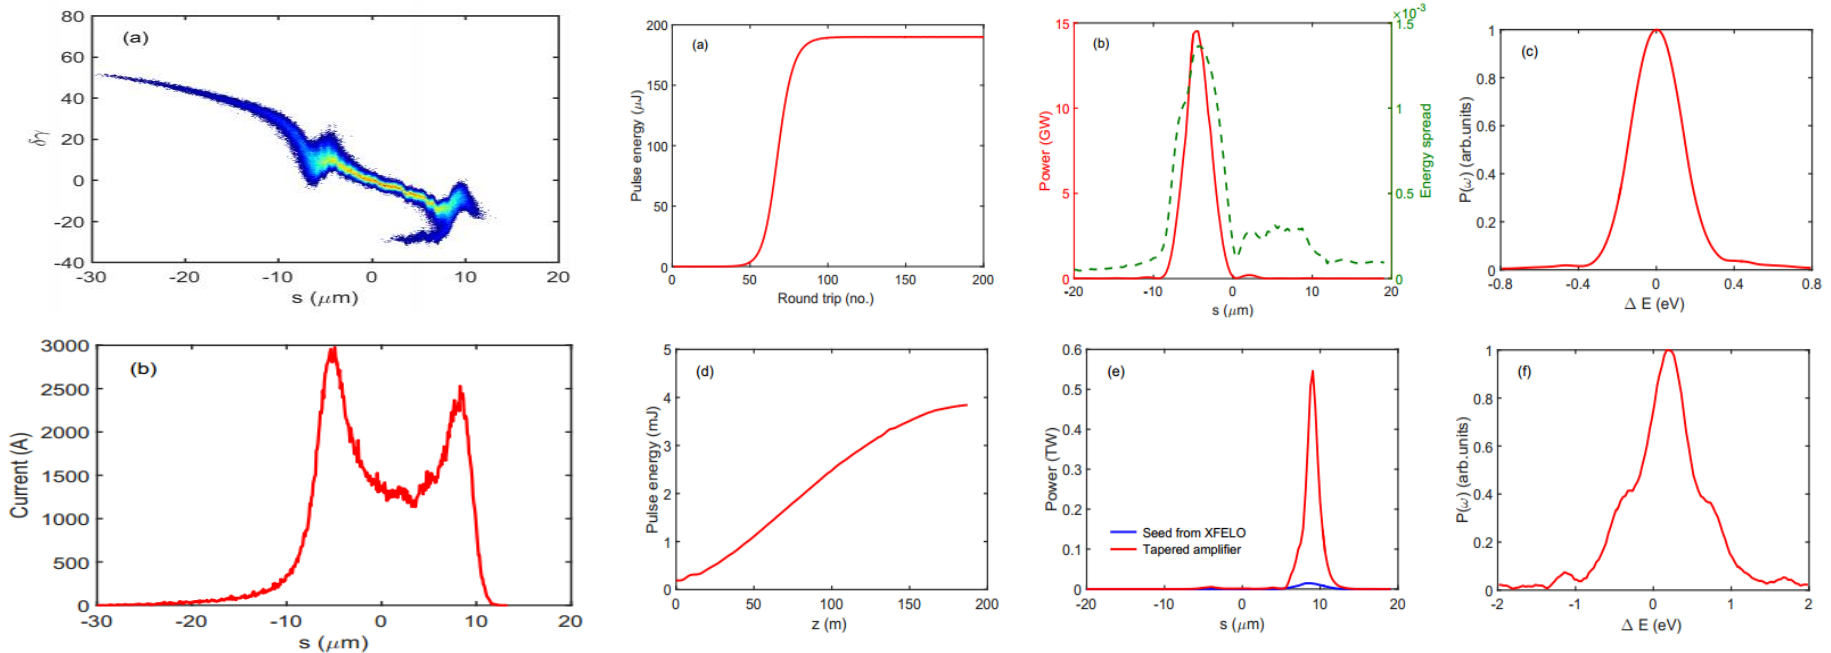 (a)
80
60
40
20
0
-20
-40
δγ
-30 -20 -10 0 10 20
s (μm)
(a)
200
150
100
50
0
Pulse energy (μJ)
0 50 100 150 200
Round trip (no.)
(b)
15
10
5
0
Power (GW)
×10⁻³
1.5
1
0.5
0
Energy spread
-20 -10 0 10 20
s (μm)
(c)
1
0.8
0.6
0.4
0.2
0
P(ω) (arb.units)
-0.8 -0.4 0 0.4 0.8
Δ E (eV)
(b)
3000
2500
2000
1500
1000
500
0
Current (A)
-30 -20 -10 0 10 20
s (μm)
(d)
5
4
3
2
1
0
Pulse energy (mJ)
0 50 100 150 200
z (m)
(e)
0.6
0.5
0.4
0.3
0.2
0.1
0
Power (TW)
Seed from XFELO
Tapered amplifier
-20 -10 0 10 20
s (μm)
(f)
1
0.8
0.6
0.4
0.2
0
P(ω) (arb.units)
-2 -1 0 1 2
Δ E (eV)